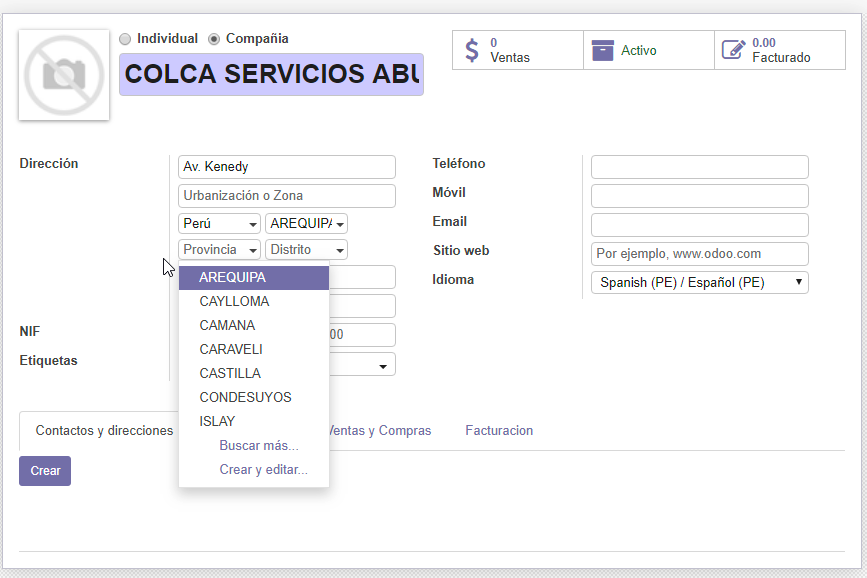 Individual Compañia
COLCA SERVICIOS ABU
$ 0 Ventas
Activo
0.00 Facturado
Dirección
Av. Kenedy
Urbanización o Zona
Perú AREQUIPA
Provincia Distrito
AREQUIPA
CAYLLOMA
CAMANA
CARAVELI
CASTILLA
CONDESUYOS
ISLAY
Buscar más...
Crear y editar...
NIF 00
Etiquetas
Teléfono
Móvil
Email
Sitio web Por ejemplo, www.odoo.com
Idioma Spanish (PE) / Español (PE)
Contactos y direcciones Ventas y Compras Facturacion
Crear